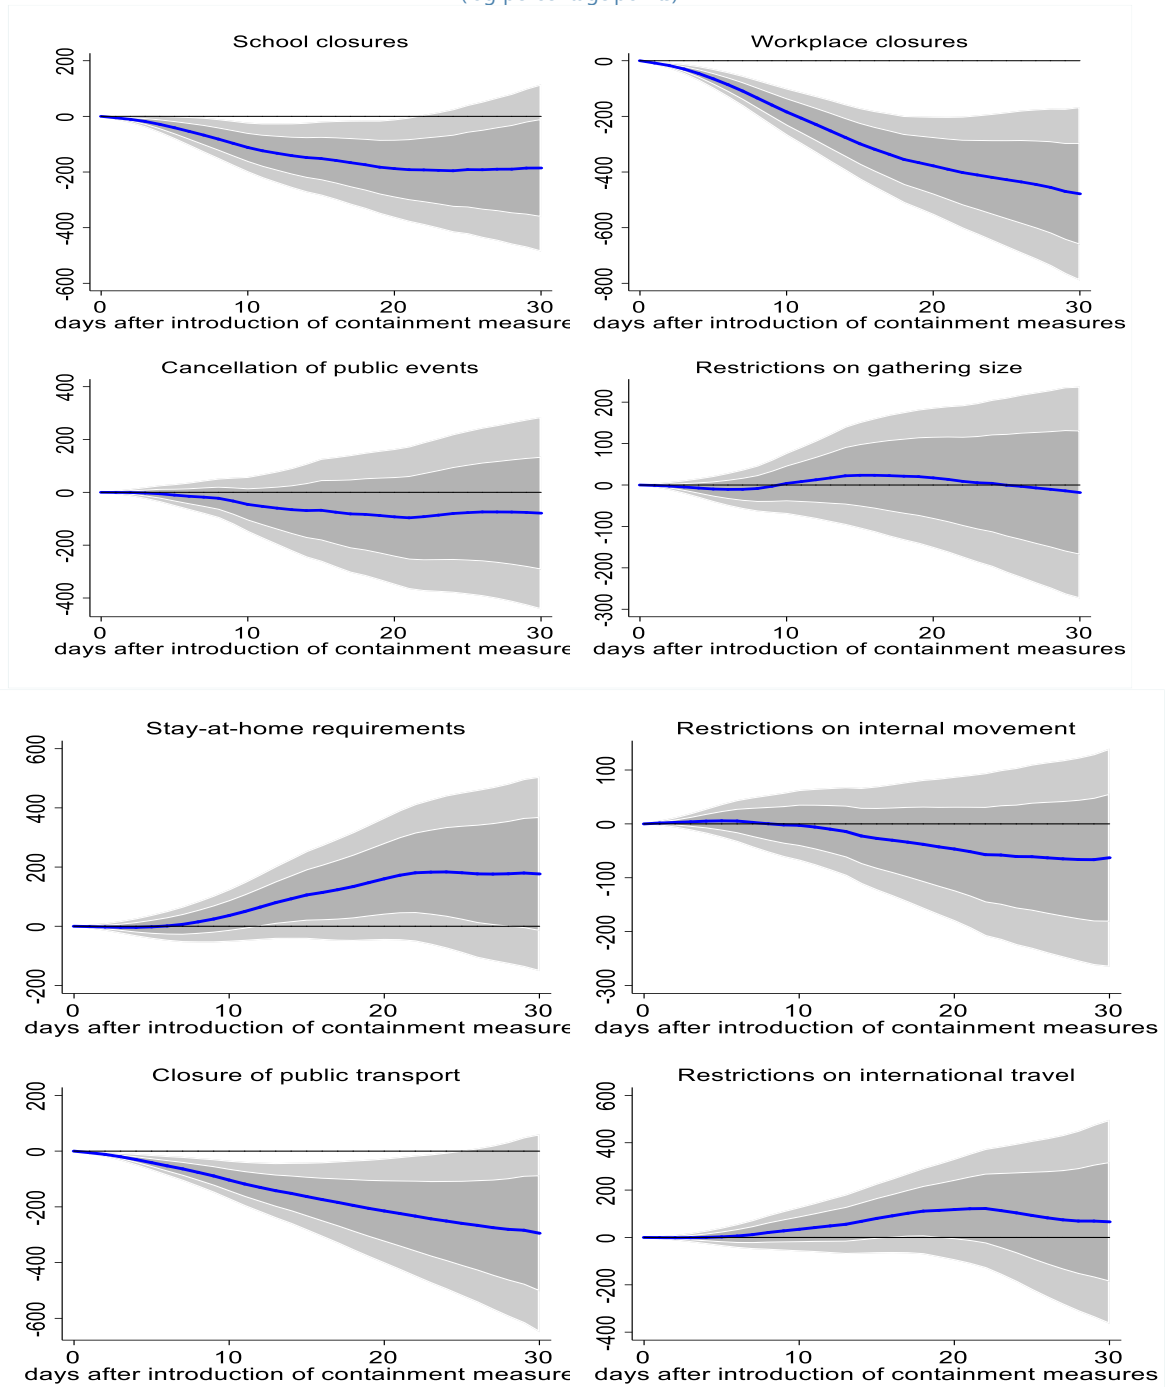 School closures Workplace closures
200 0 -200 -400 -600
0 -200 -400 -600 -800
0 10 20 30 0 10 20 30
days after introduction of containment measure days after introduction of containment measures
Cancellation of public events Restrictions on gathering size
400 200 0 -200 -400
200 100 0 -100 -200 -300
0 10 20 30 0 10 20 30
days after introduction of containment measure days after introduction of containment measures
Stay-at-home requirements Restrictions on internal movement
600 400 200 0 -200
100 0 -100 -200 -300
0 10 20 30 0 10 20 30
days after introduction of containment measure days after introduction of containment measures
Closure of public transport Restrictions on international travel
200 0 -200 -400 -600
600 400 200 0 -200 -400
0 10 20 30 0 10 20 30
days after introduction of containment measure days after introduction of containment measures